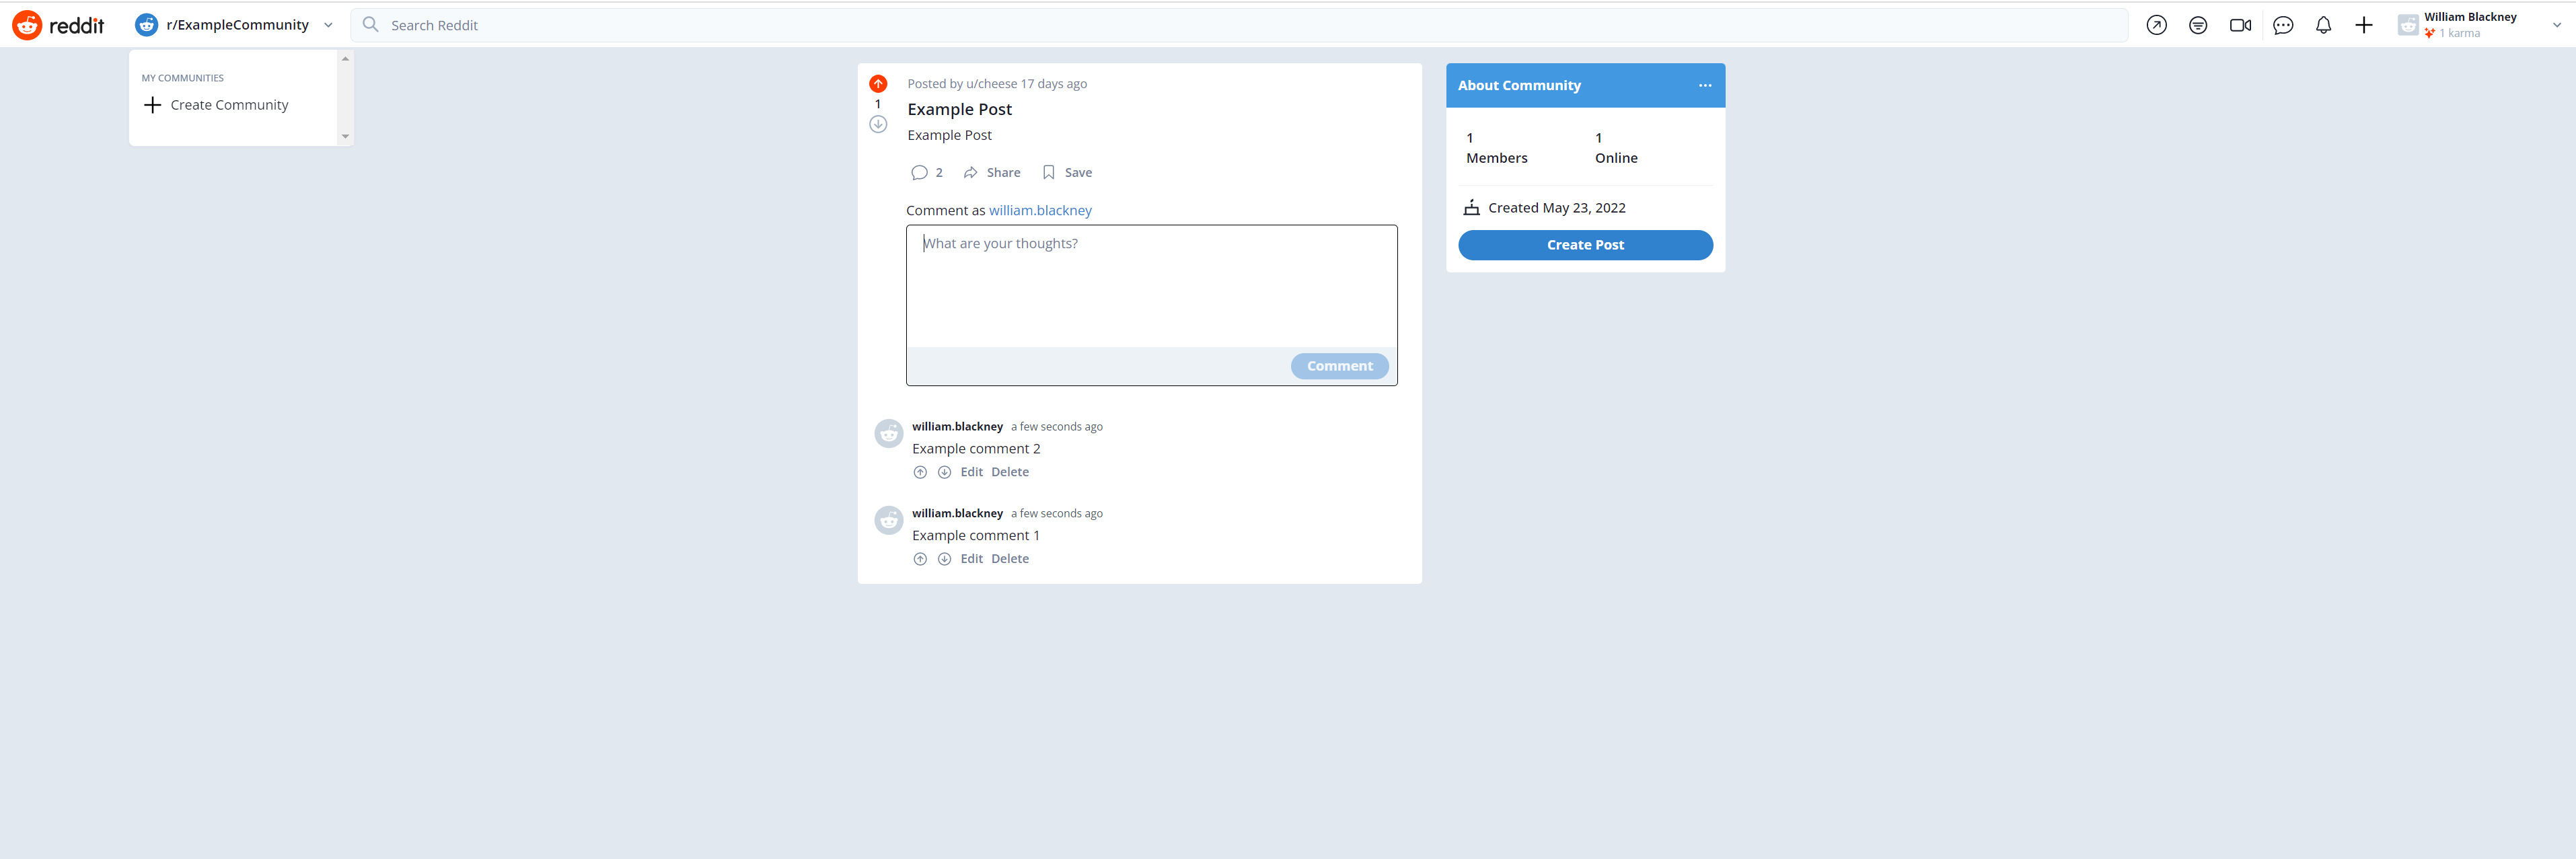 reddit
r/ExampleCommunity
Search Reddit
William Blackney
1 karma
MY COMMUNITIES
Create Community
Posted by u/cheese 17 days ago
1
Example Post
Example Post
2 Share Save
Comment as william.blackney
What are your thoughts?
Comment
william.blackney a few seconds ago
Example comment 2
Edit Delete
william.blackney a few seconds ago
Example comment 1
Edit Delete
About Community
1 1
Members Online
Created May 23, 2022
Create Post